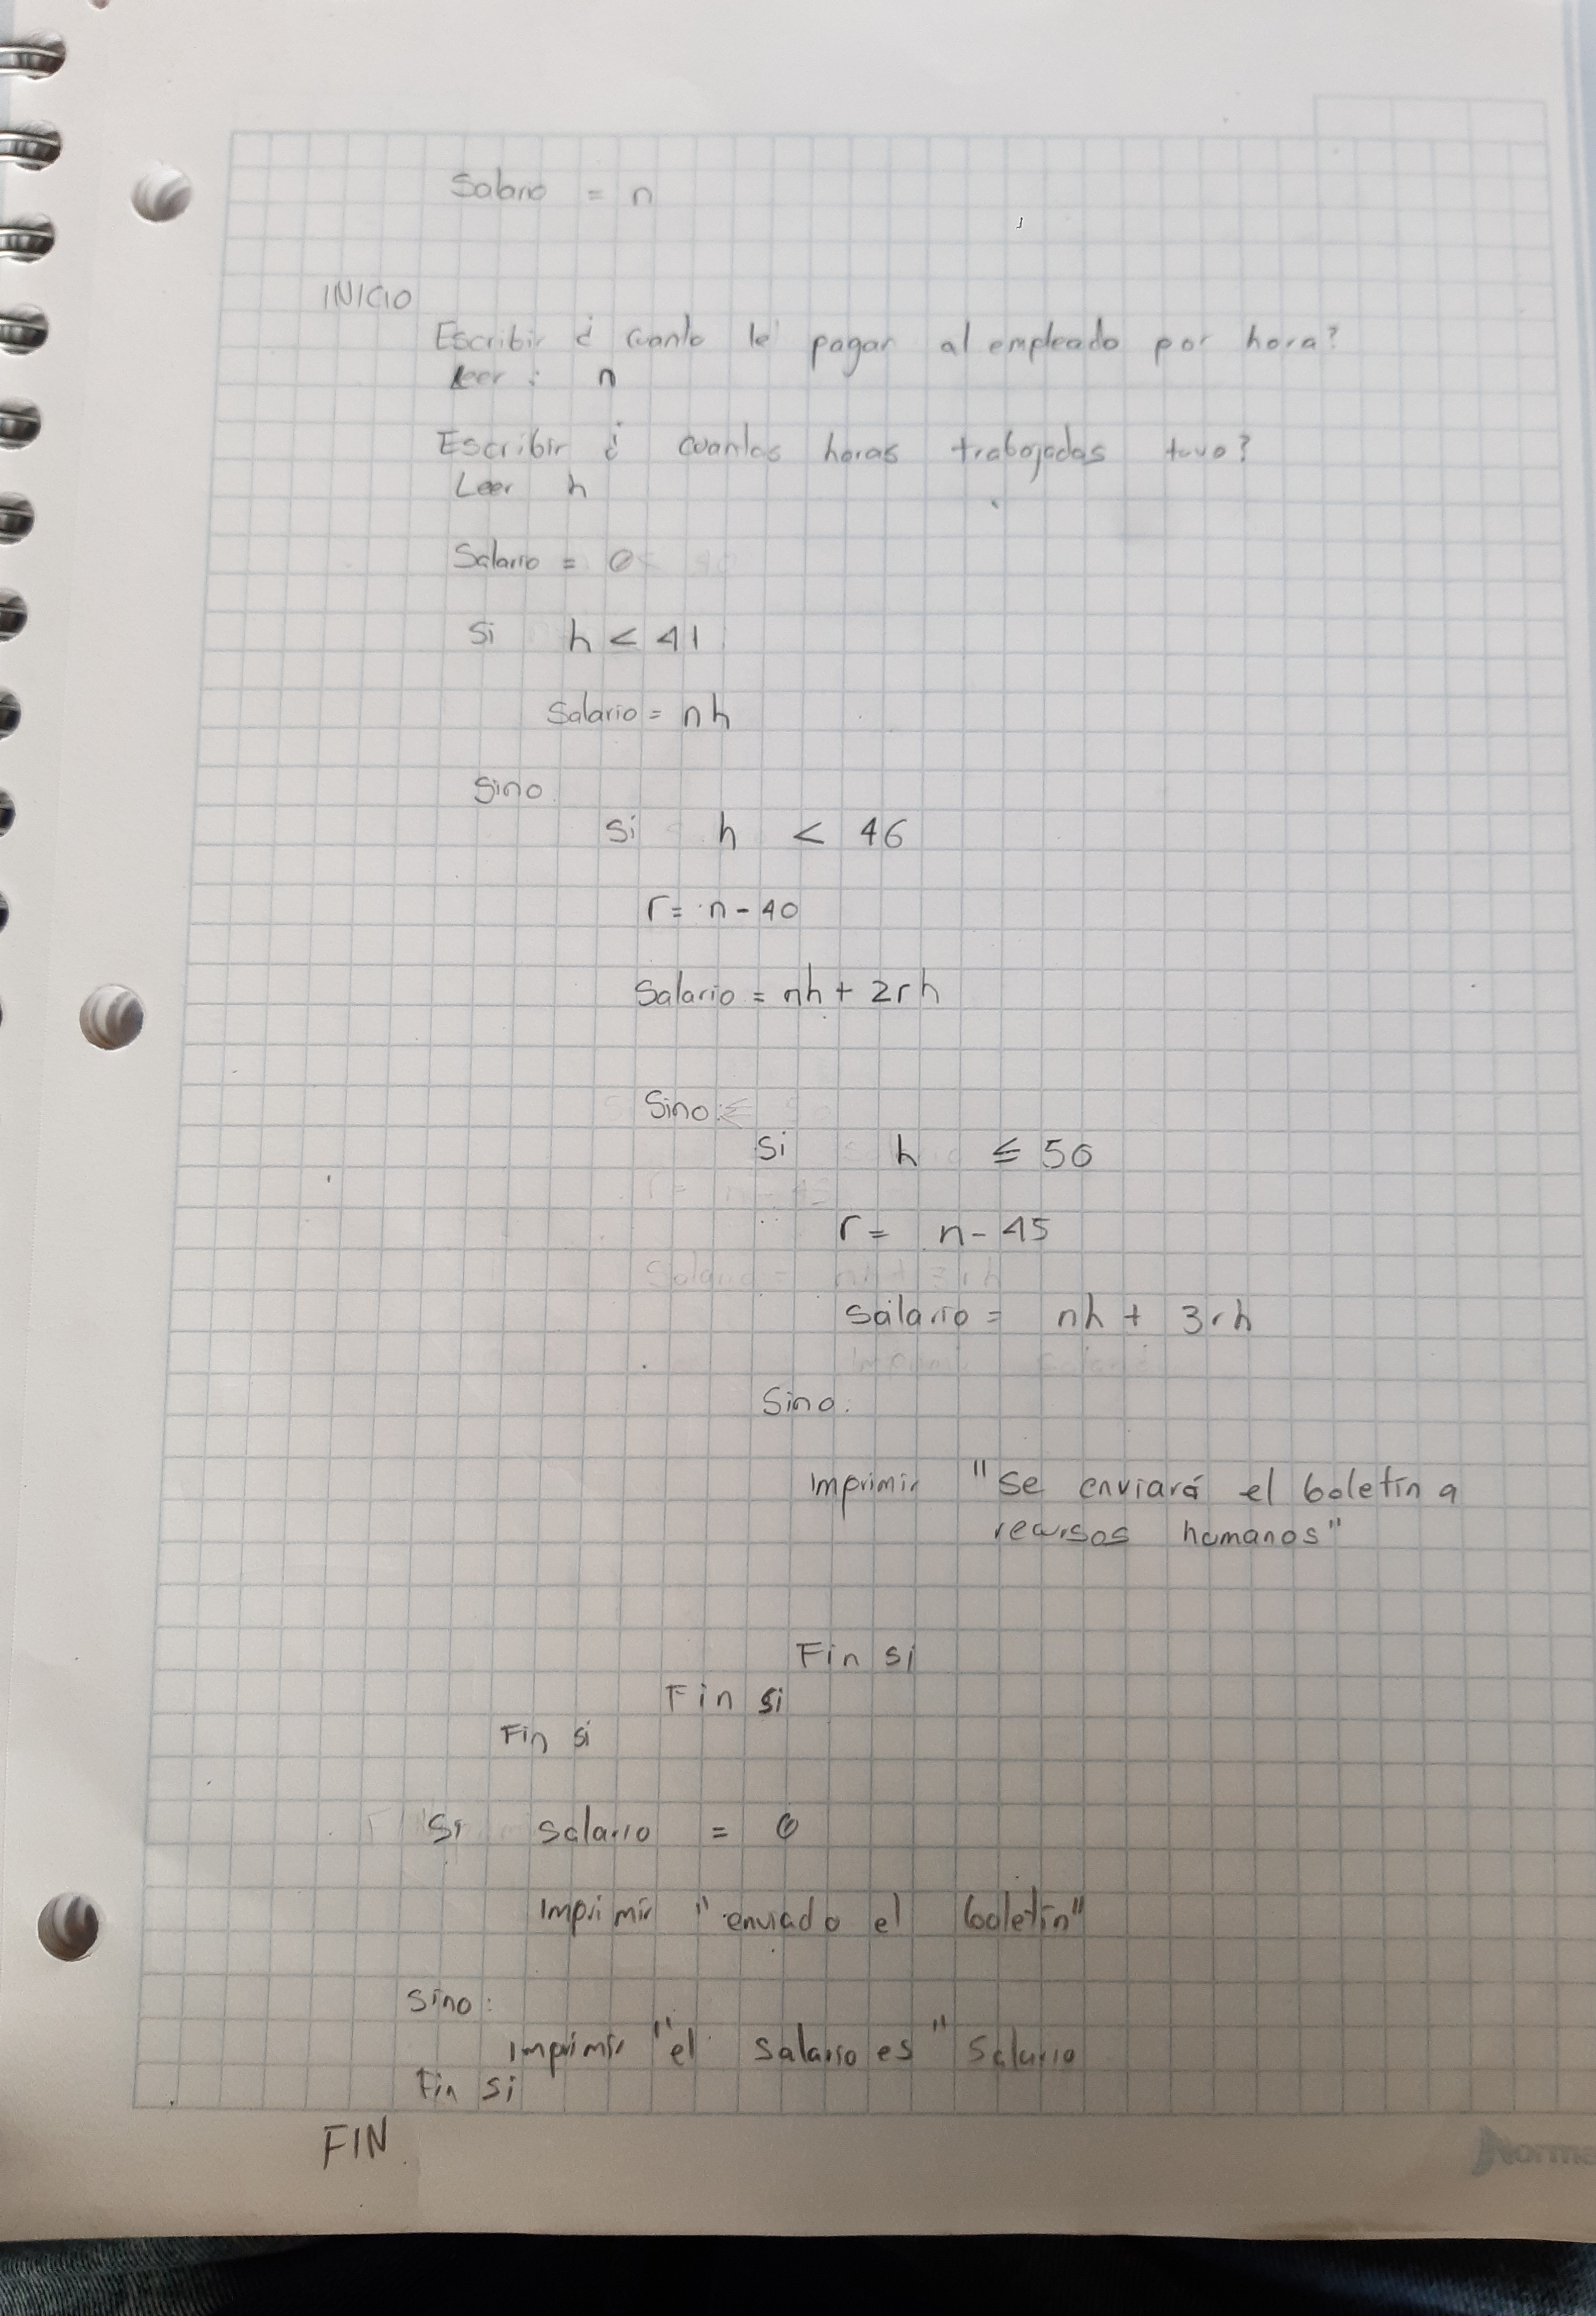 Salario = n
INICIO
Escribir ¿ cuanto le pagar al empleado por hora?
Leer : n
Escribir ¿ cuantas horas trabajadas tuvo?
Leer h
Salario = 0
Si h < 41
Salario = nh
Sino
Si h < 46
r = n - 40
Salario = nh + 2rh
Sino:
Si h ≤ 50
r = n - 45
Salario = nh + 3rh
Sino:
Imprimir "Se enviará el boletín a
recursos humanos"
Fin si
Fin si
Fin si
Si salario = 0
Imprimir "enviado el boletín"
Sino:
Imprimir "el salario es" Salario
Fin si
FIN.